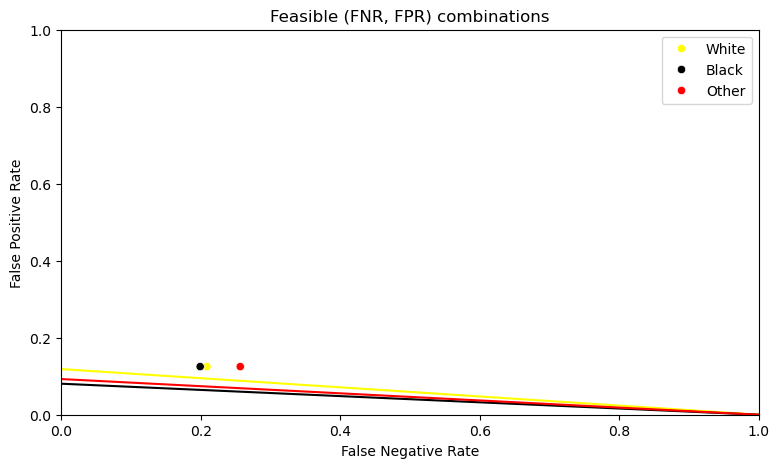 Feasible (FNR, FPR) combinations
1.0
0.8
0.6
0.4
0.2
0.0
False Positive Rate
White
Black
Other
0.0 0.2 0.4 0.6 0.8 1.0
False Negative Rate